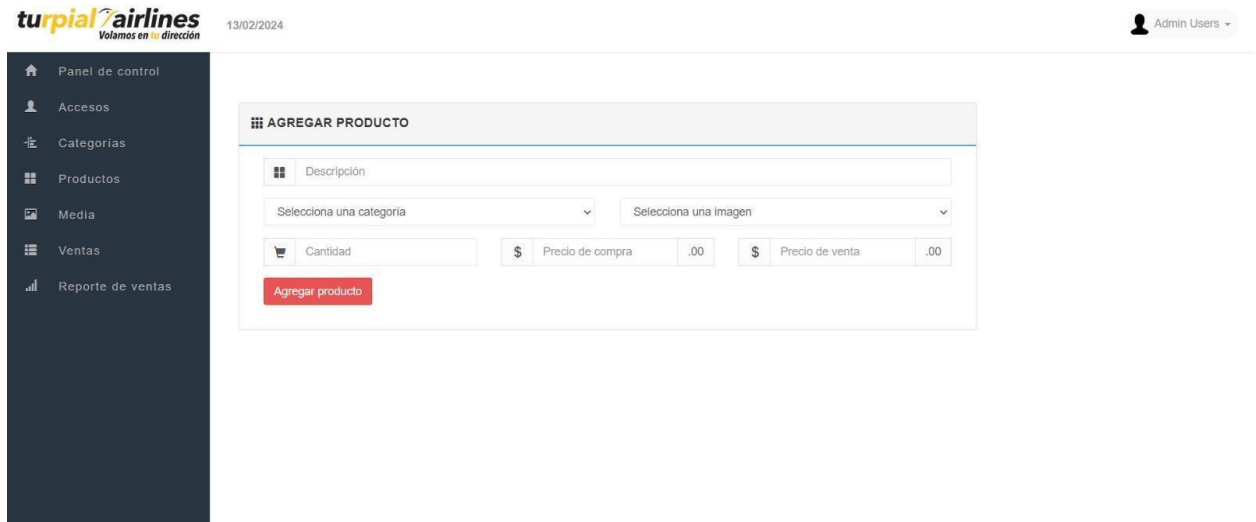 turpial airlines
Volamos en tu dirección
13/02/2024
Admin Users
Panel de control
Accesos
Categorías
Productos
Media
Ventas
Reporte de ventas
AGREGAR PRODUCTO
Descripción
Selecciona una categoría Selecciona una imagen
Cantidad $ Precio de compra .00 $ Precio de venta .00
Agregar producto